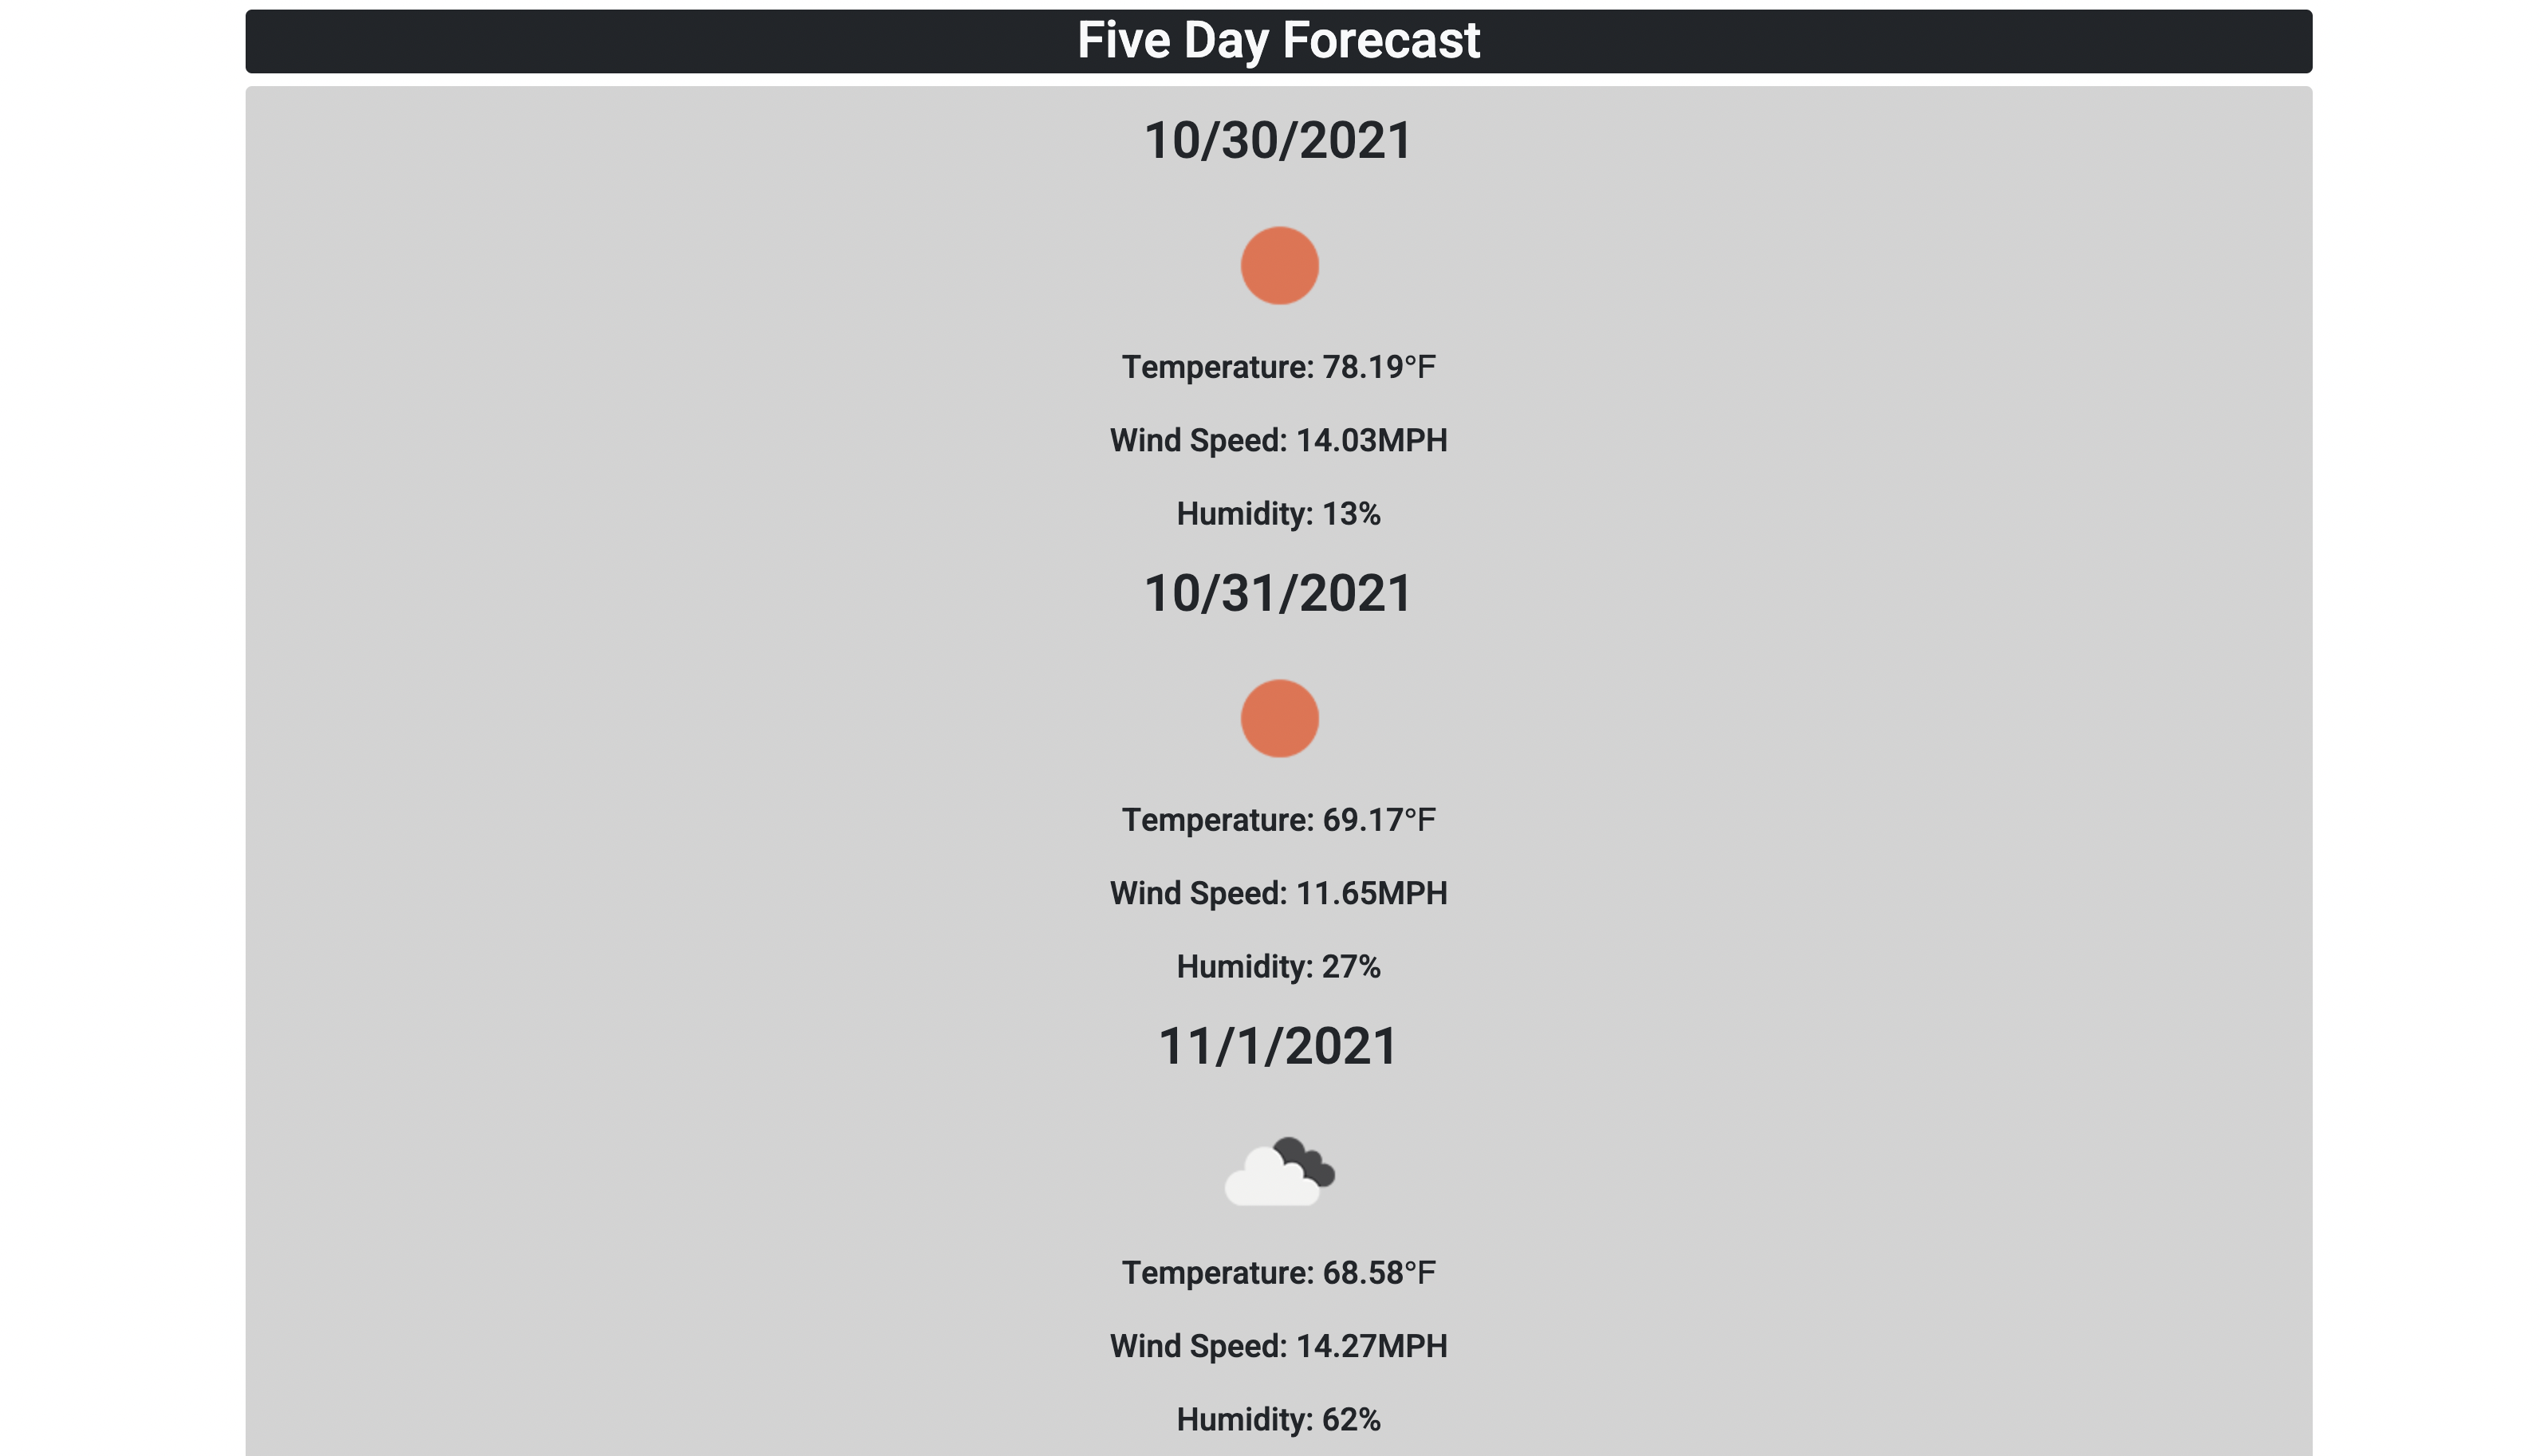 Five Day Forecast
10/30/2021
Temperature: 78.19°F
Wind Speed: 14.03MPH
Humidity: 13%
10/31/2021
Temperature: 69.17°F
Wind Speed: 11.65MPH
Humidity: 27%
11/1/2021
Temperature: 68.58°F
Wind Speed: 14.27MPH
Humidity: 62%